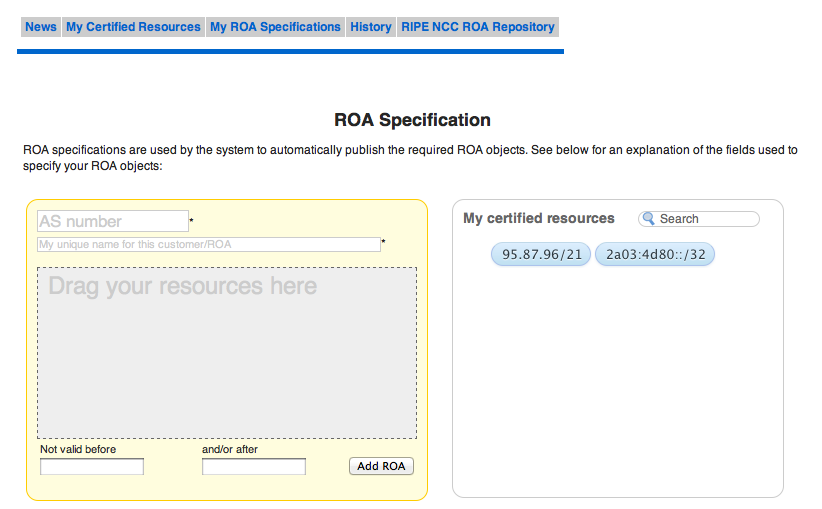 News My Certified Resources My ROA Specifications History RIPE NCC ROA Repository
ROA Specification
ROA specifications are used by the system to automatically publish the required ROA objects. See below for an explanation of the fields used to
specify your ROA objects:
AS number *
My unique name for this customer/ROA *
Drag your resources here
Not valid before and/or after
Add ROA
My certified resources Search
95.87.96/21 2a03:4d80::/32